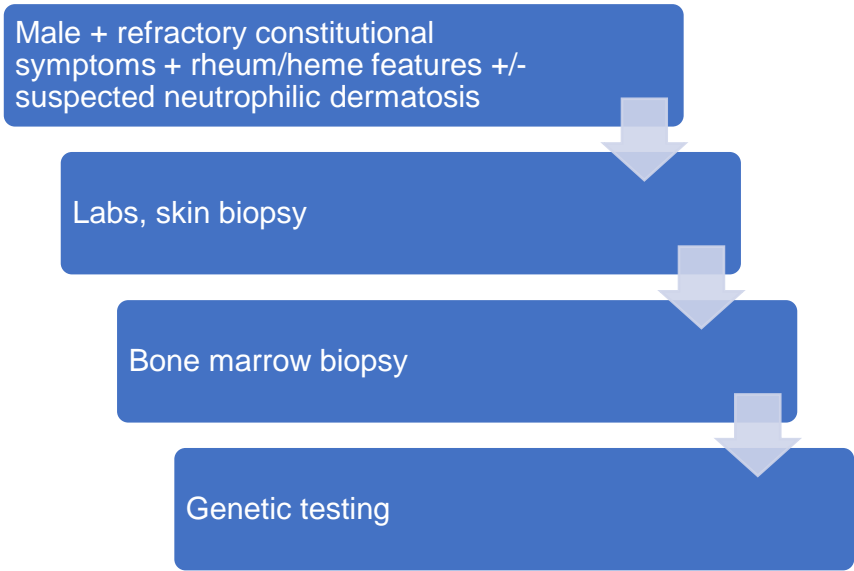 Male + refractory constitutional
symptoms + rheum/heme features +/-
suspected neutrophilic dermatosis
Labs, skin biopsy
Bone marrow biopsy
Genetic testing